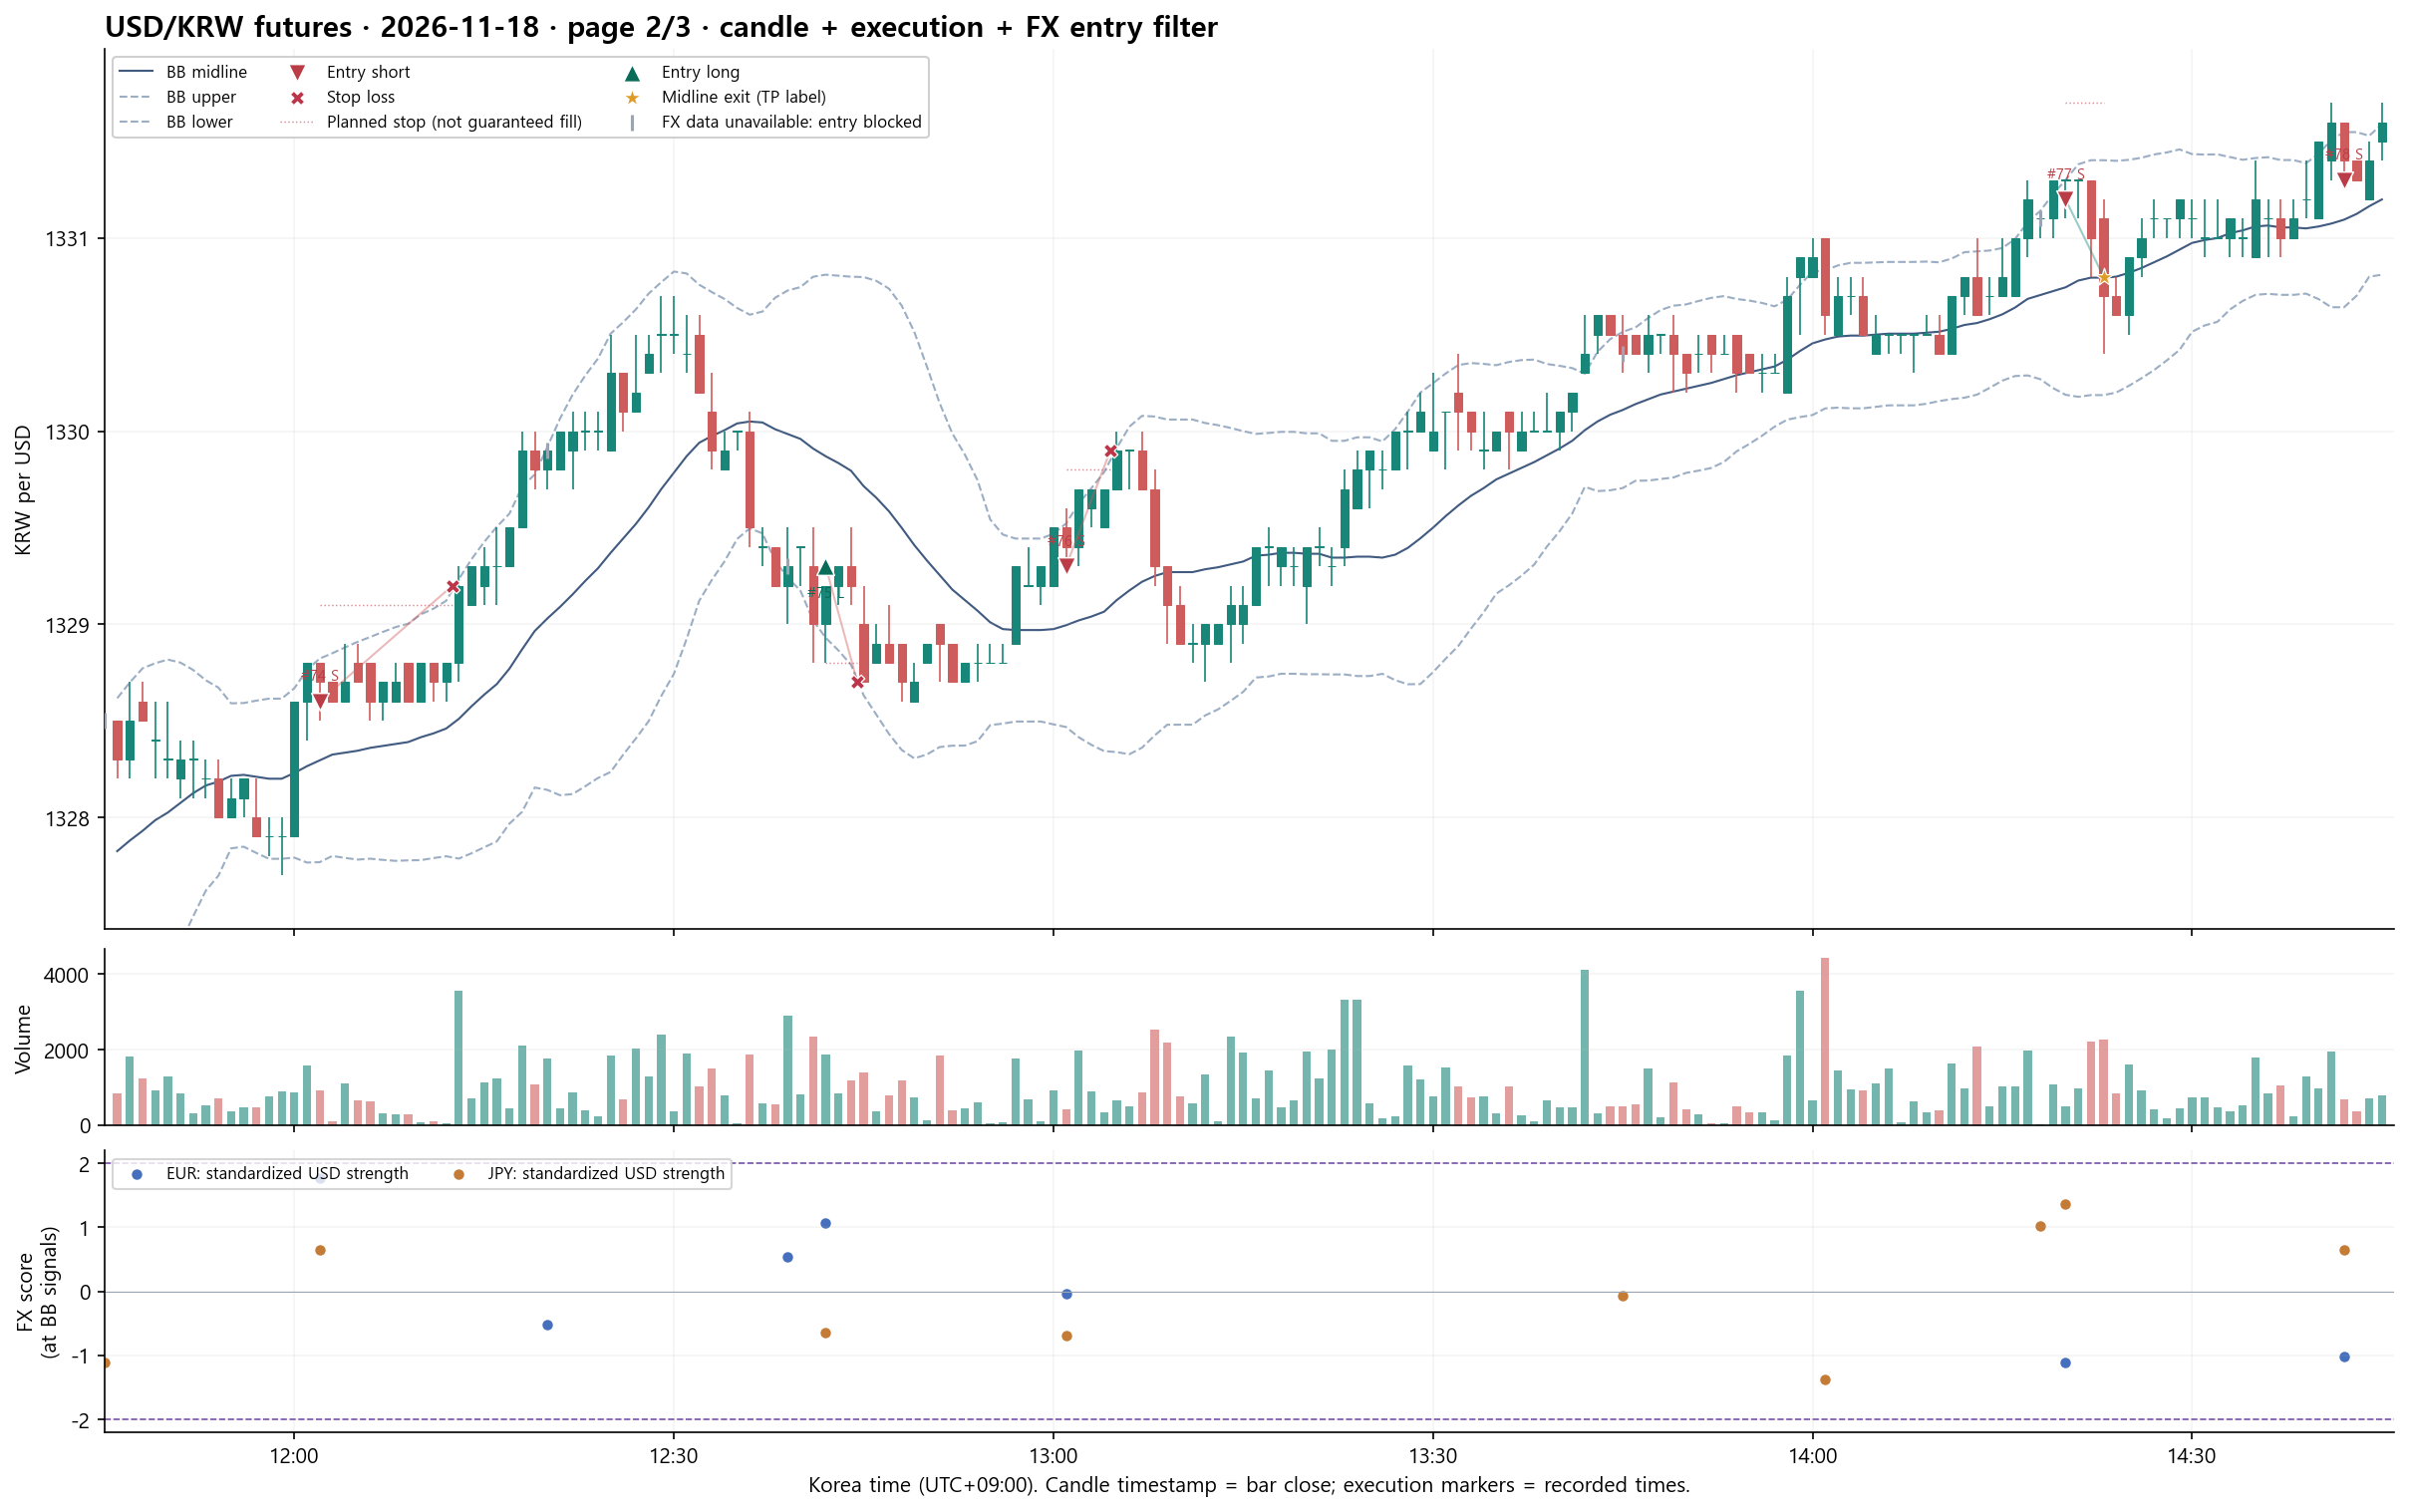 USD/KRW futures · 2026-11-18 · page 2/3 · candle + execution + FX entry filter
BB midline
BB upper
BB lower
Entry short
Stop loss
Planned stop (not guaranteed fill)
Entry long
Midline exit (TP label)
FX data unavailable: entry blocked
KRW per USD
1331
1330
1329
1328
#74 S
#75 L
#76 S
#77 S
#78 S
Volume
4000
2000
0
FX score
(at BB signals)
2
1
0
-1
-2
EUR: standardized USD strength
JPY: standardized USD strength
12:00
12:30
13:00
13:30
14:00
14:30
Korea time (UTC+09:00). Candle timestamp = bar close; execution markers = recorded times.